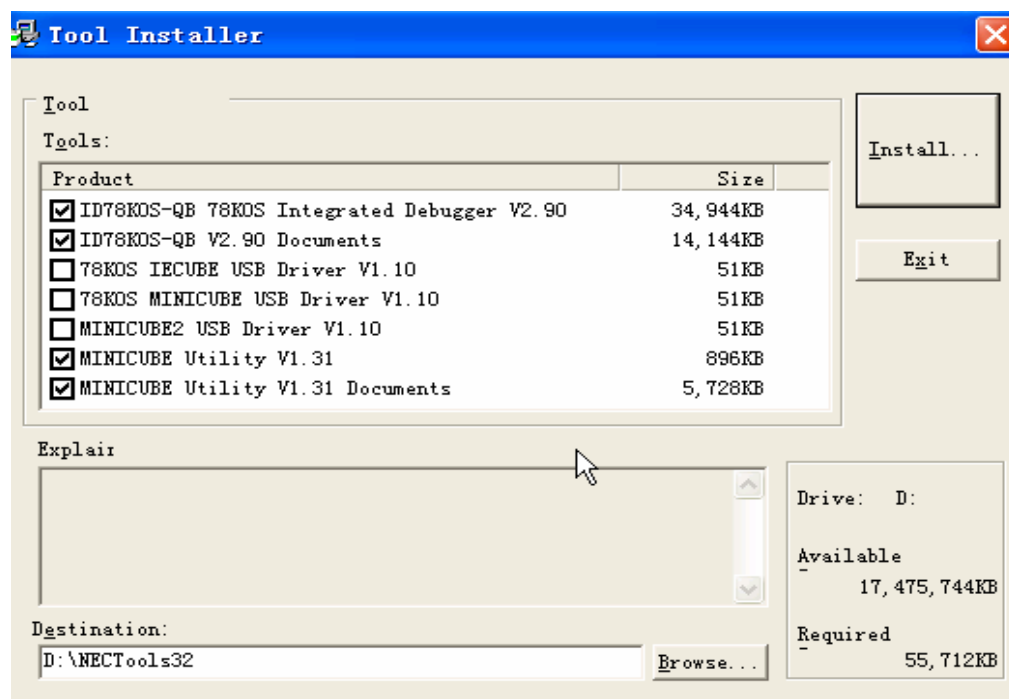 Tool Installer
Tool
Tools:
Install...
Product Size
ID78K0S-QB 78K0S Integrated Debugger V2.90 34,944KB
ID78K0S-QB V2.90 Documents 14,144KB
78K0S IECUBE USB Driver V1.10 51KB
78K0S MINICUBE USB Driver V1.10 51KB
MINICUBE2 USB Driver V1.10 51KB
MINICUBE Utility V1.31 896KB
MINICUBE Utility V1.31 Documents 5,728KB
Exit
Explair
Drive: D:
Available
17,475,744KB
Required
55,712KB
Destination:
D:\NECTools32
Browse...